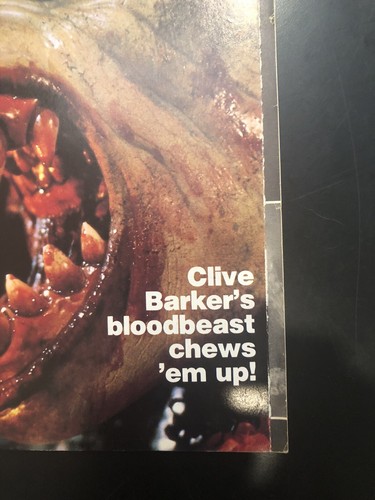 Clive
Barker's
bloodbeast
chews
'em up!